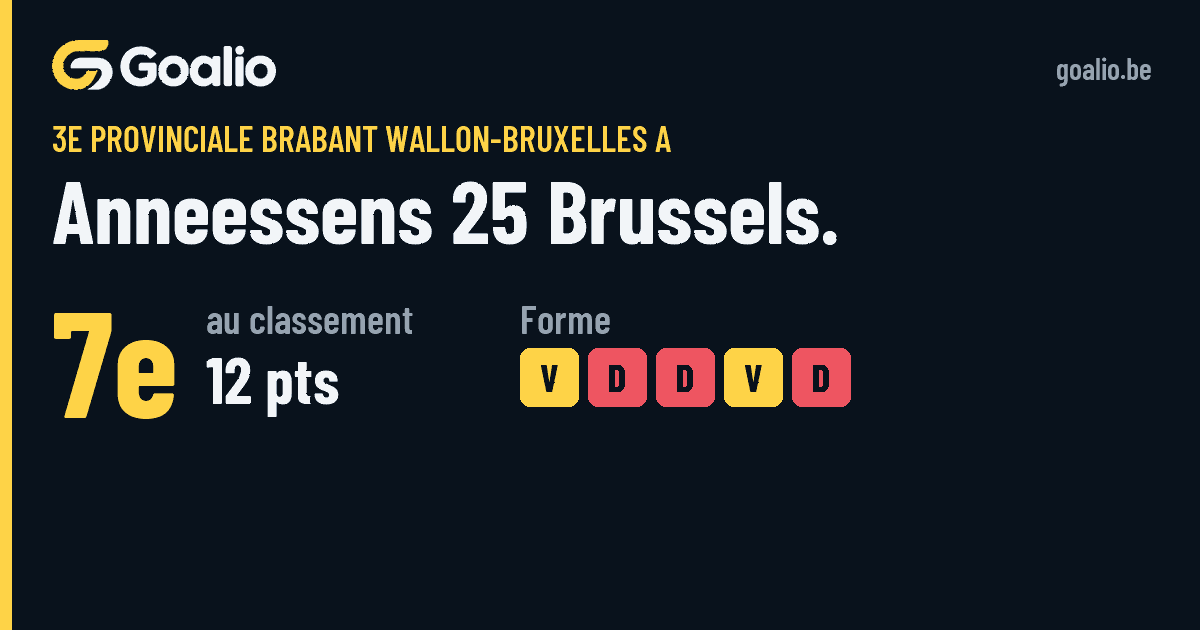 Goalio
goalio.be
3E PROVINCIALE BRABANT WALLON-BRUXELLES A
Anneessens 25 Brussels.
7e
au classement
12 pts
Forme
V D D V D